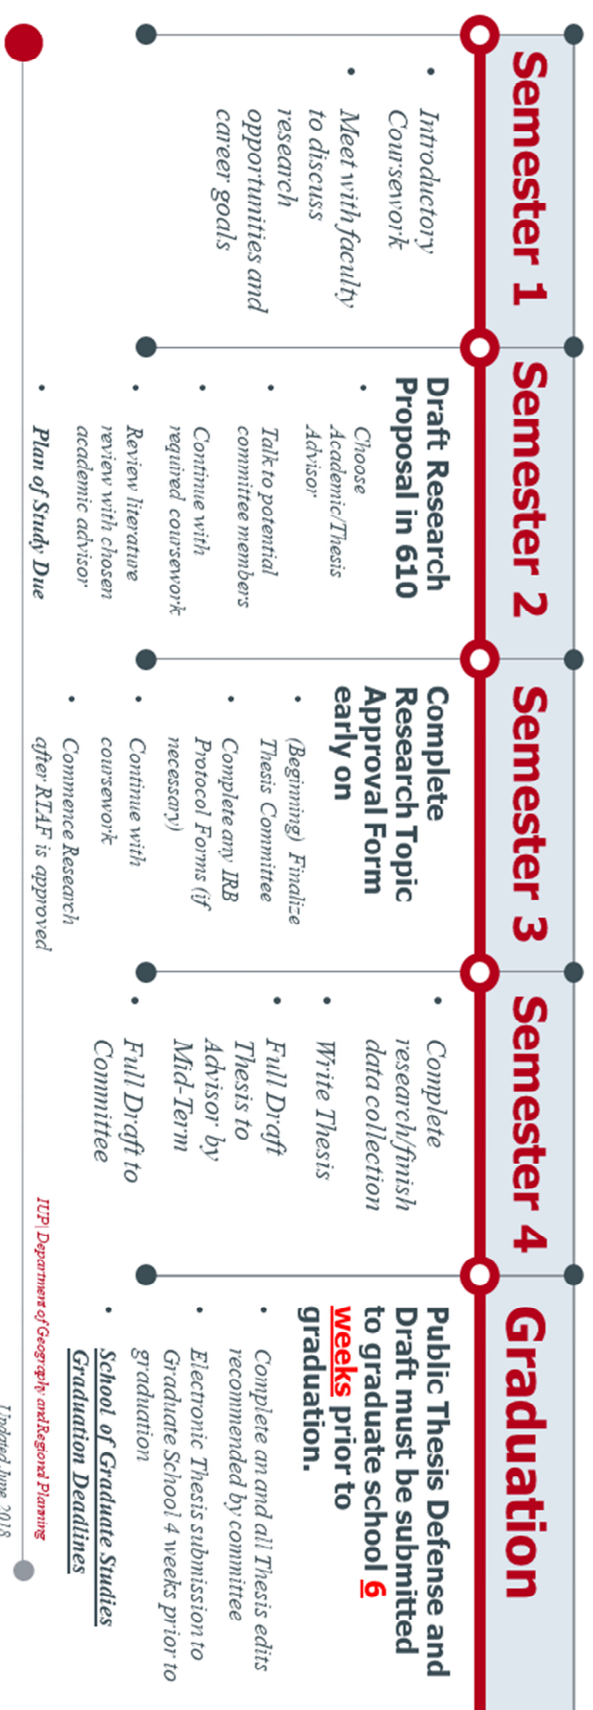 Semester 1
Introductory
Coursework
Meet with faculty
to discuss
research
opportunities and
career goals
Semester 2
Draft Research
Proposal in 610
Choose
Academic/Thesis
Advisor
Talk to potential
committee members
Continue with
required coursework
Review literature
review with chosen
academic advisor
Plan of Study Due
Semester 3
Complete
Research Topic
Approval Form
early on
(Beginning) Finalize
Thesis Committee
Complete any IRB
Protocol Forms (if
necessary)
Continue with
coursework
Commence Research
after RTAF is approved
Semester 4
Complete
research/finish
data collection
Write Thesis
Full Draft
Thesis to
Advisor by
Mid-Term
Full Draft to
Committee
Graduation
Public Thesis Defense and
Draft must be submitted
to graduate school 6
weeks prior to
graduation.
Complete an and all Thesis edits
recommended by committee
Electronic Thesis submission to
Graduate School 4 weeks prior to
graduation
School of Graduate Studies
Graduation Deadlines
IUP| Department of Geography and Regional Planning
Updated June 2018